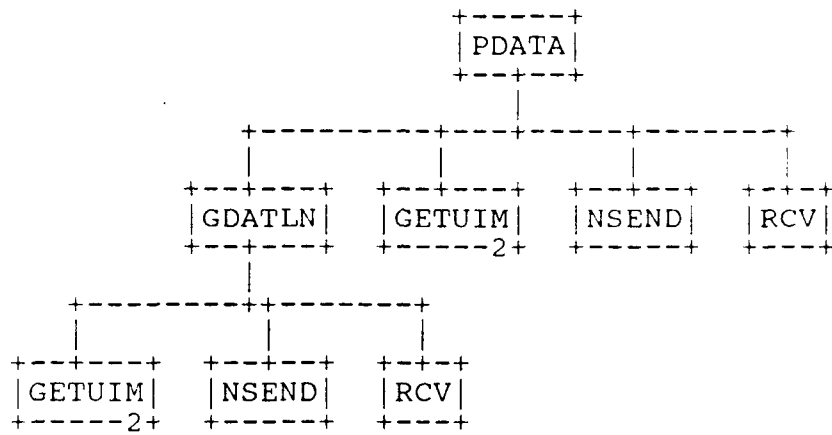 PDATA
GDATLN GETUIM NSEND RCV
2
GETUIM NSEND RCV
2